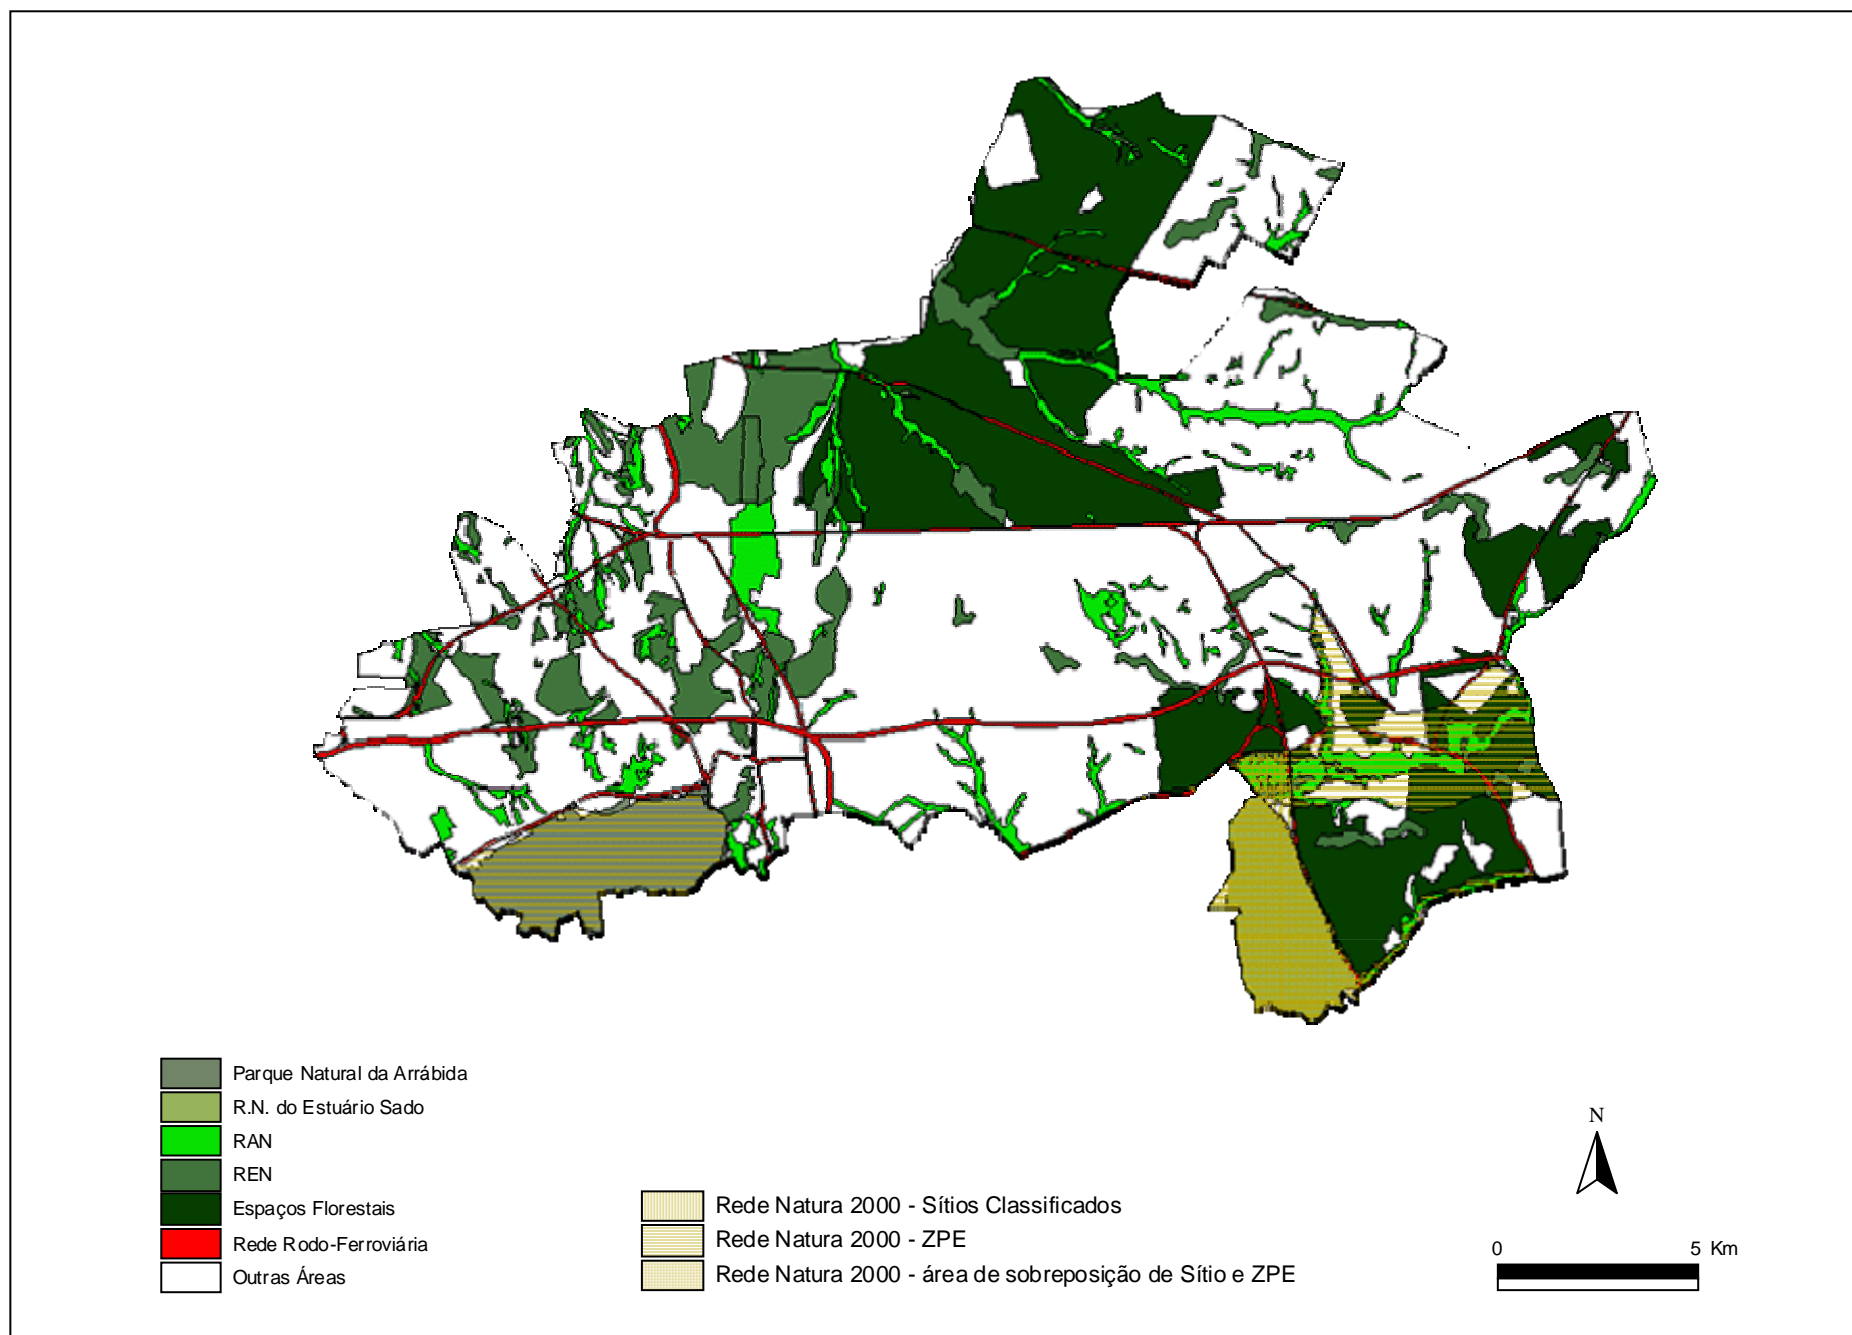 Parque Natural da Arrábida
R.N. do Estuário Sado
RAN
REN
Espaços Florestais
Rede Rodo-Ferroviária
Outras Áreas
Rede Natura 2000 - Sítios Classificados
Rede Natura 2000 - ZPE
Rede Natura 2000 - área de sobreposição de Sítio e ZPE
N
0 5 Km